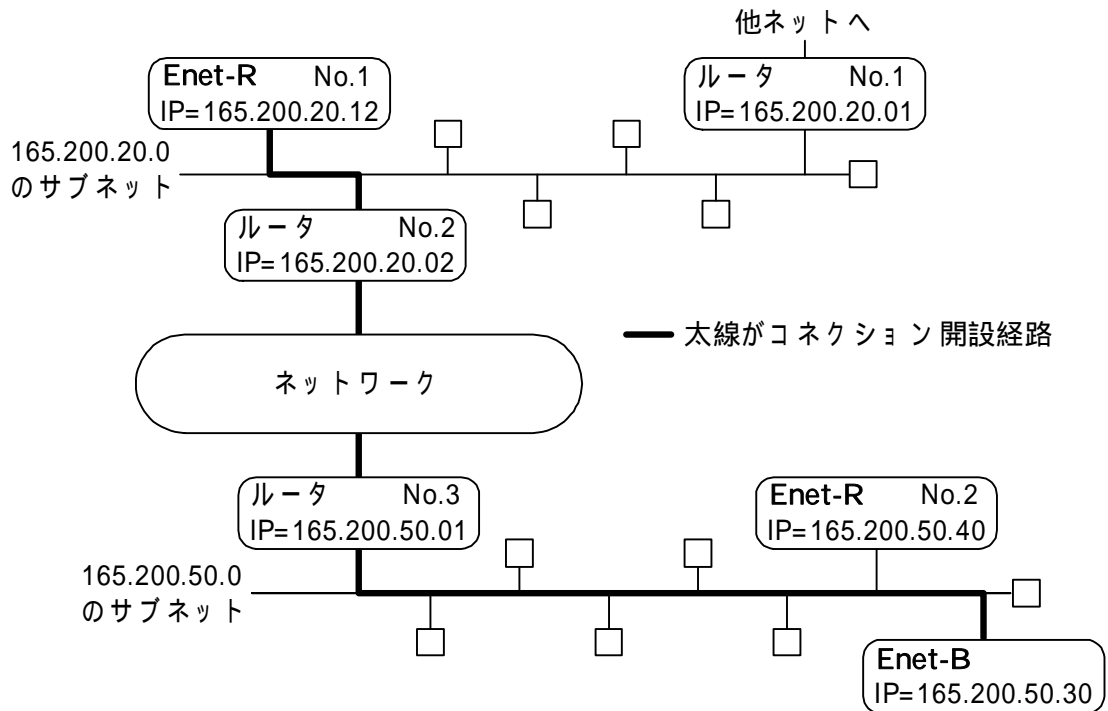 他ネットへ
Enet-R No.1
IP=165.200.20.12
ルータ No.1
IP=165.200.20.01
165.200.20.0
のサブネット
ルータ No.2
IP=165.200.20.02
太線がコネクション開設経路
ネットワーク
ルータ No.3
IP=165.200.50.01
Enet-R No.2
IP=165.200.50.40
165.200.50.0
のサブネット
Enet-B
IP=165.200.50.30